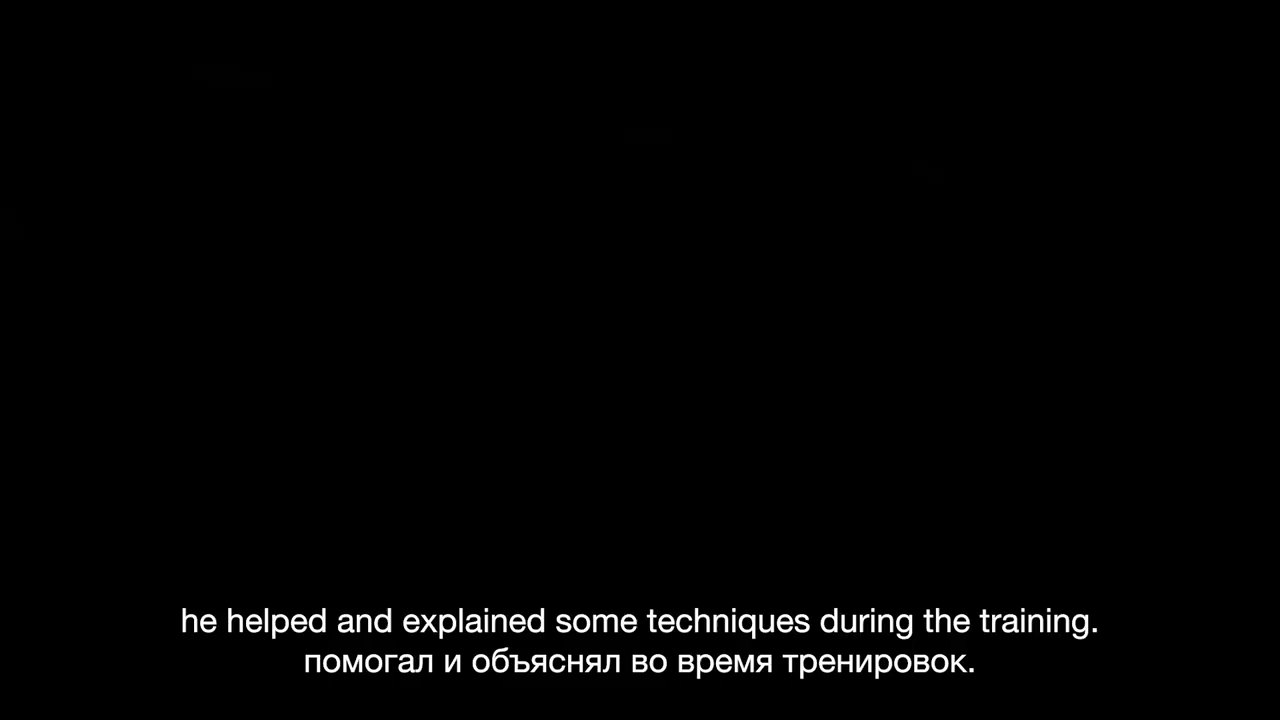 he helped and explained some techniques during the training.
помогал и объяснял во время тренировок.